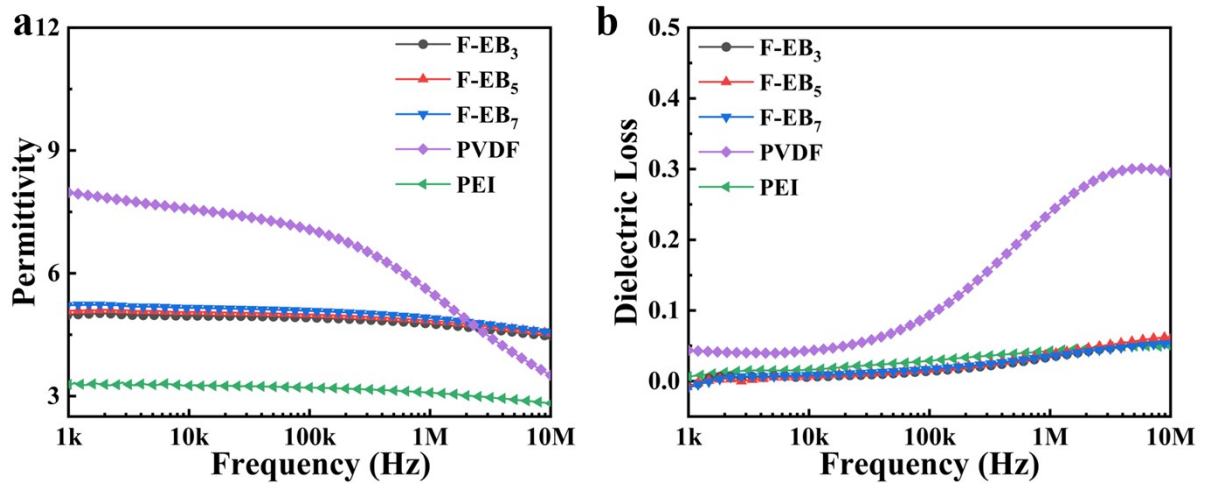 a
12
9
6
3
Permittivity
F-EB3
F-EB5
F-EB7
PVDF
PEI
1k 10k 100k 1M 10M
Frequency (Hz)
b
0.5
0.4
0.3
0.2
0.1
0.0
Dielectric Loss
F-EB3
F-EB5
F-EB7
PVDF
PEI
1k 10k 100k 1M 10M
Frequency (Hz)